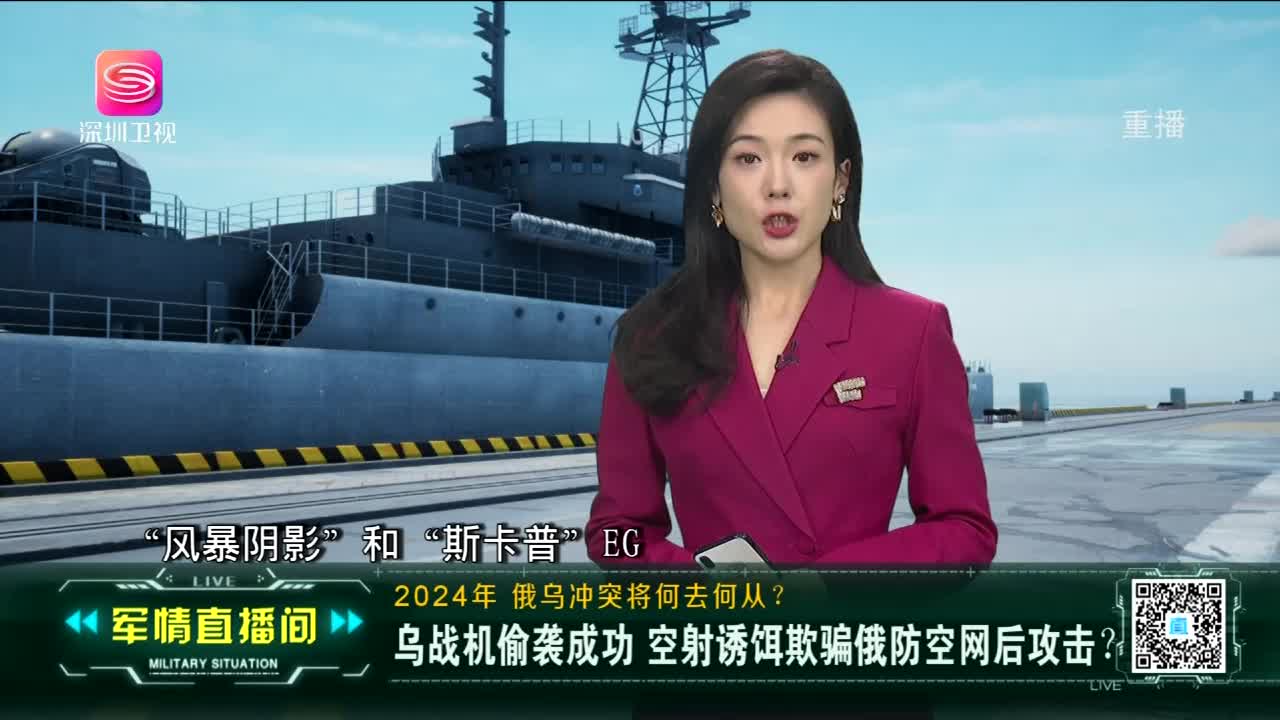 深圳卫视
重播
“风暴阴影”和“斯卡普”EG
LIVE
军情直播间
MILITARY SITUATION
2024年 俄乌冲突将何去何从？
乌战机偷袭成功 空射诱饵欺骗俄防空网后攻击？
直
LIVE